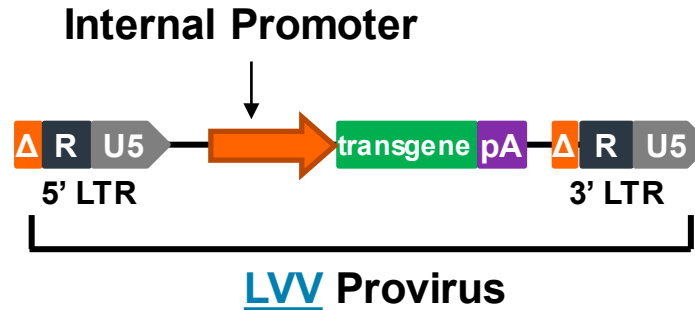 Internal Promoter
Δ R U5 transgene pA Δ R U5
5’ LTR 3’ LTR
LVV Provirus